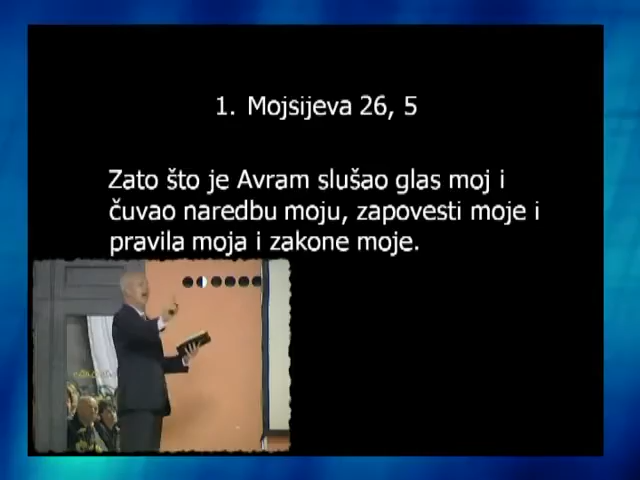 1. Mojsijeva 26, 5
Zato što je Avram slušao glas moj i
čuvao naredbu moju, zapovesti moje i
pravila moja i zakone moje.